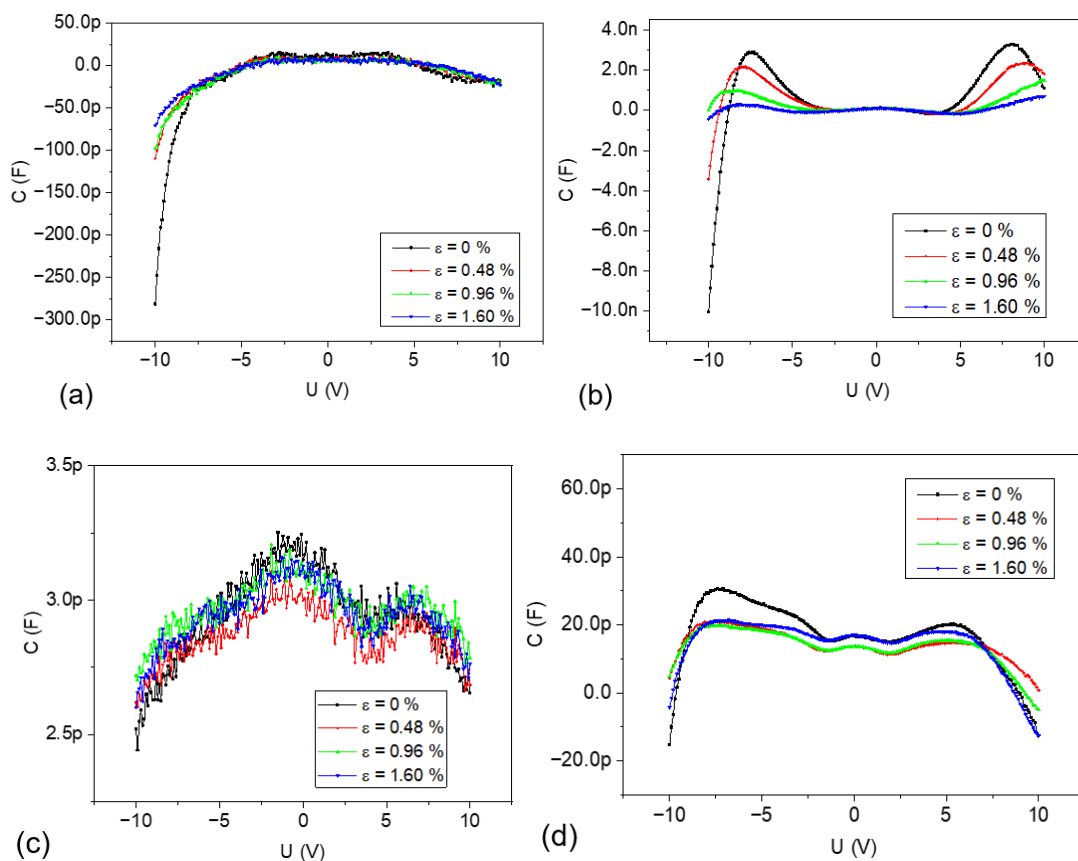 50.0p
0.0
−50.0p
−100.0p
−150.0p
−200.0p
−250.0p
−300.0p
C (F)
ε = 0 %
ε = 0.48 %
ε = 0.96 %
ε = 1.60 %
−10 −5 0 5 10
U (V)
(a)
4.0n
2.0n
0.0
−2.0n
−4.0n
−6.0n
−8.0n
−10.0n
C (F)
ε = 0 %
ε = 0.48 %
ε = 0.96 %
ε = 1.60 %
−10 −5 0 5 10
U (V)
(b)
3.5p
3.0p
2.5p
C (F)
ε = 0 %
ε = 0.48 %
ε = 0.96 %
ε = 1.60 %
−10 −5 0 5 10
U (V)
(c)
60.0p
40.0p
20.0p
0.0
−20.0p
C (F)
ε = 0 %
ε = 0.48 %
ε = 0.96 %
ε = 1.60 %
−10 −5 0 5 10
U (V)
(d)